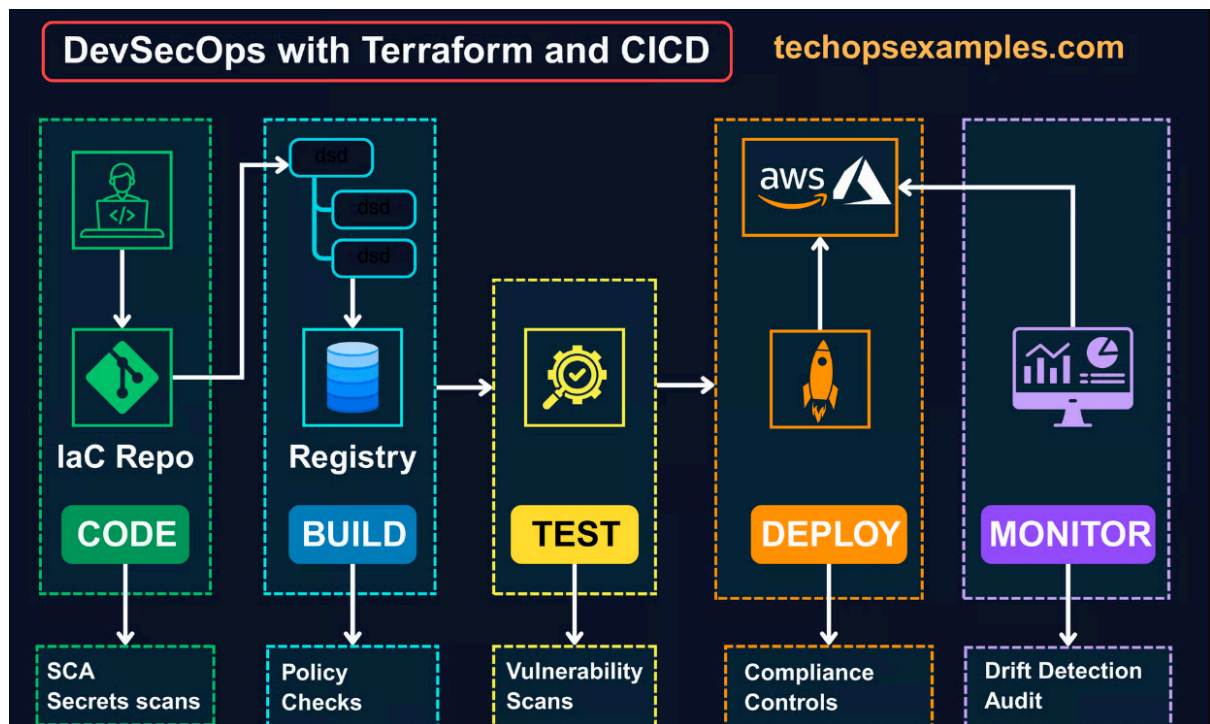 DevSecOps with Terraform and CICD
techopsexamples.com
dsd
dsd
dsd
aws
</>
IaC Repo
Registry
CODE
BUILD
TEST
DEPLOY
MONITOR
SCA
Secrets scans
Policy
Checks
Vulnerability
Scans
Compliance
Controls
Drift Detection
Audit